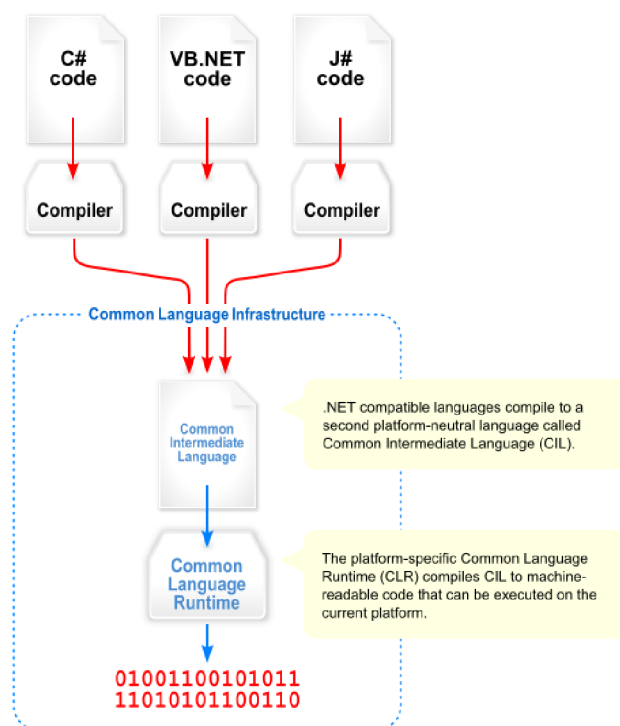 C#
code
VB.NET
code
J#
code
Compiler
Compiler
Compiler
Common Language Infrastructure
Common
Intermediate
Language
.NET compatible languages compile to a
second platform-neutral language called
Common Intermediate Language (CIL).
Common
Language
Runtime
The platform-specific Common Language
Runtime (CLR) compiles CIL to machine-
readable code that can be executed on the
current platform.
01001100101011
11010101100110